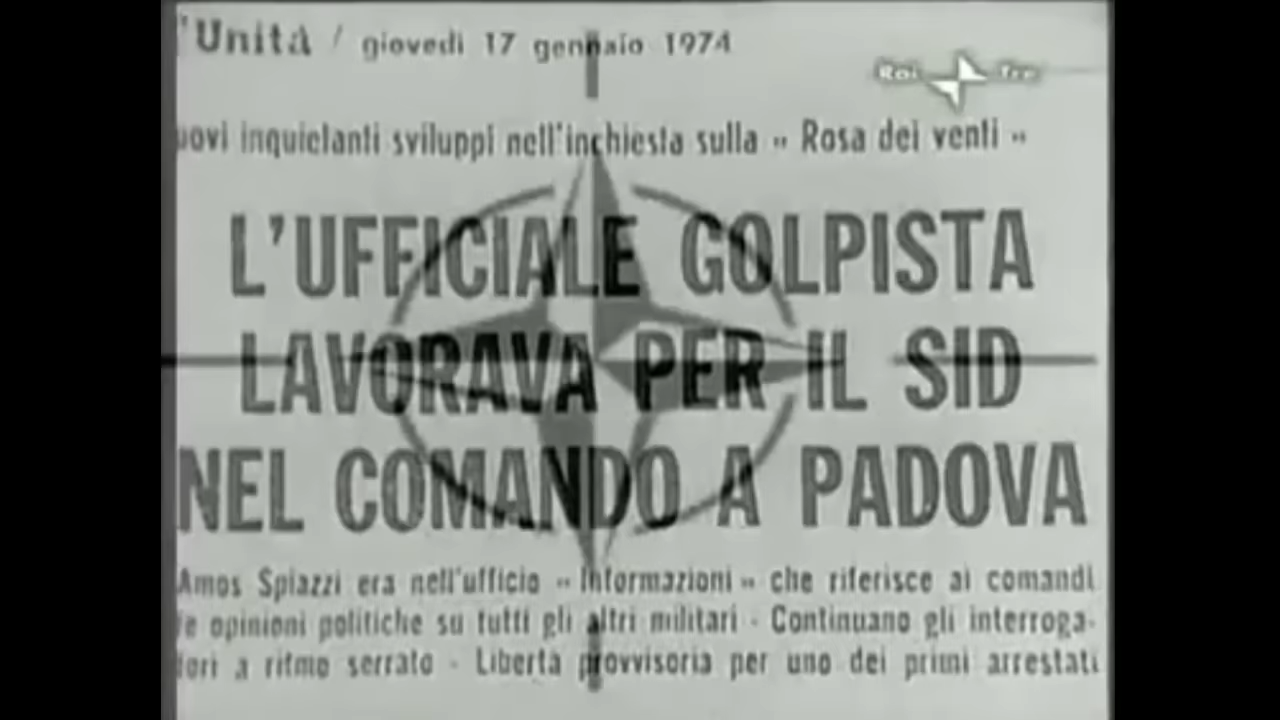 l'Unità / giovedì 17 gennaio 1974
Rai Tre
uovi inquietanti sviluppi nell'inchiesta sulla « Rosa dei venti »
L'UFFICIALE GOLPISTA
LAVORAVA PER IL SID
NEL COMANDO A PADOVA
Amos Spiazzi era nell'ufficio « Informazioni » che riferisce ai comandi
le opinioni politiche su tutti gli altri militari - Continuano gli interroga-
tori a ritmo serrato - Libertà provvisoria per uno dei primi arrestati